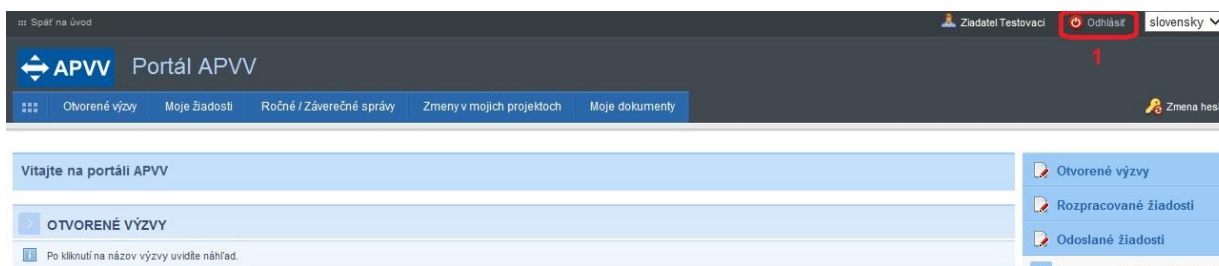 Späť na úvod
Ziadatel Testovaci
Odhlásiť
slovensky
1
APVV Portál APVV
Otvorené výzvy Moje žiadosti Ročné / Záverečné správy Zmeny v mojich projektoch Moje dokumenty
Zmena hes
Vitajte na portáli APVV
Otvorené výzvy
Rozpracované žiadosti
Odoslané žiadosti
OTVORENÉ VÝZVY
Po kliknutí na názov výzvy uvidíte náhľad.